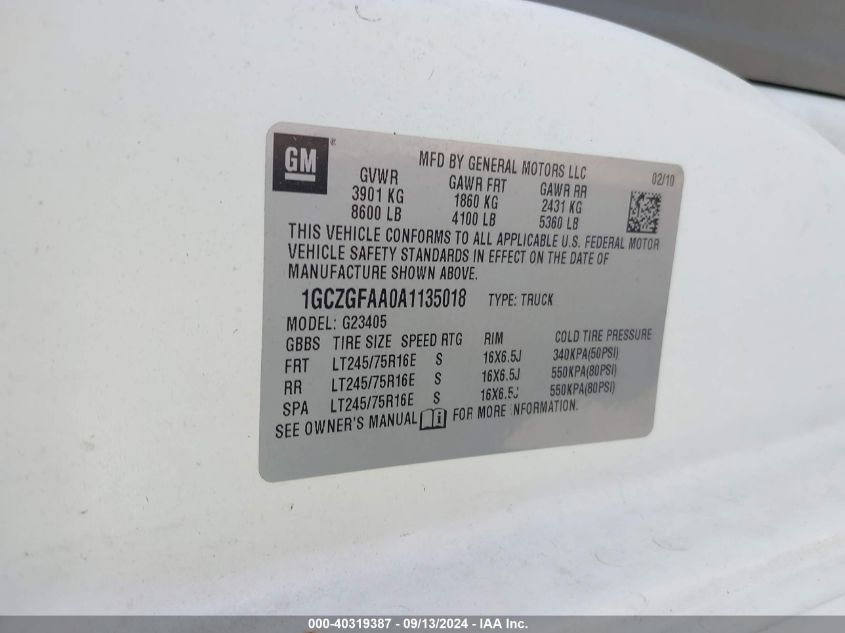 GM
MFD BY GENERAL MOTORS LLC
02/10
GVWR GAWR FRT GAWR RR
3901 KG 1860 KG 2431 KG
8600 LB 4100 LB 5360 LB
THIS VEHICLE CONFORMS TO ALL APPLICABLE U.S. FEDERAL MOTOR
VEHICLE SAFETY STANDARDS IN EFFECT ON THE DATE OF
MANUFACTURE SHOWN ABOVE.
1GCZGFAA0A1135018 TYPE: TRUCK
MODEL: G23405
GBBS TIRE SIZE SPEED RTG RIM COLD TIRE PRESSURE
FRT LT245/75R16E S 16X6.5J 340KPA(50PSI)
RR LT245/75R16E S 16X6.5J 550KPA(80PSI)
SPA LT245/75R16E S 16X6.5J 550KPA(80PSI)
SEE OWNER'S MANUAL FOR MORE INFORMATION.
000-40319387 - 09/13/2024 - IAA Inc.